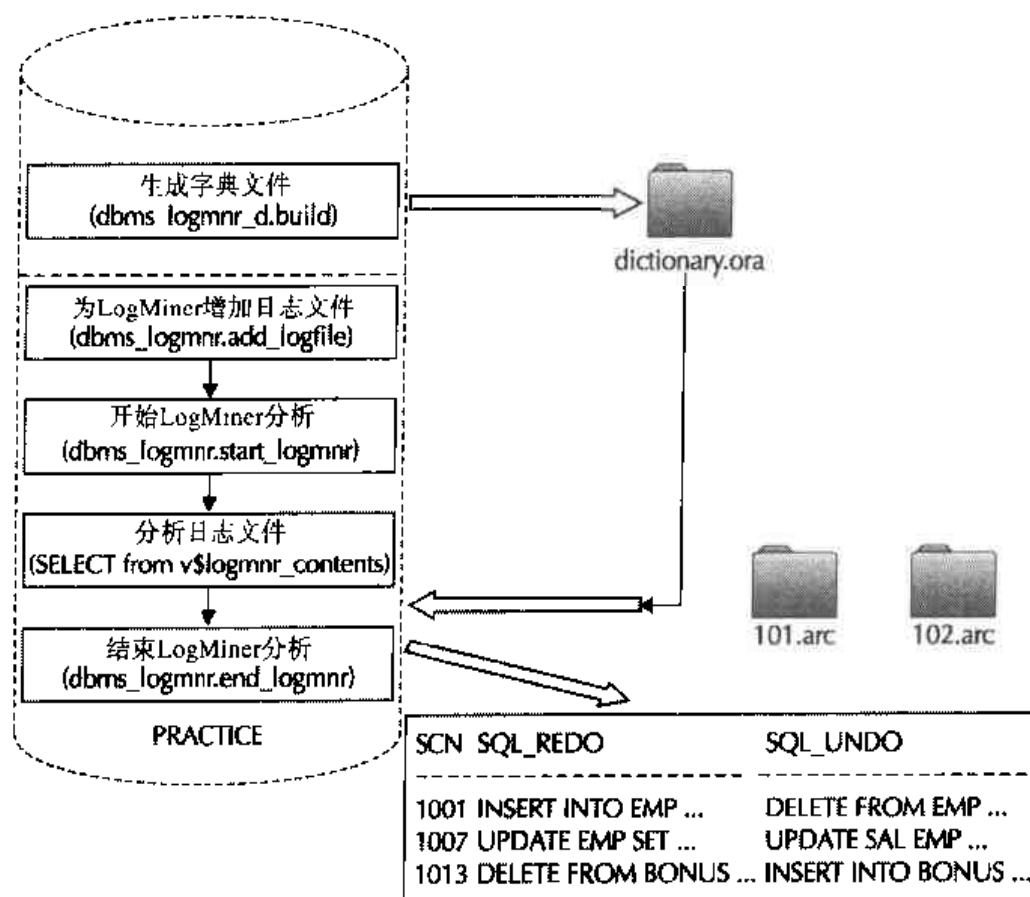 生成字典文件
(dbms_logmnr_d.build)
dictionary.ora
为LogMiner增加日志文件
(dbms_logmnr.add_logfile)
开始LogMiner分析
(dbms_logmnr.start_logmnr)
分析日志文件
(SELECT from v$logmnr_contents)
101.arc
102.arc
结束LogMiner分析
(dbms_logmnr.end_logmnr)
PRACTICE
SCN SQL_REDO SQL_UNDO
1001 INSERT INTO EMP ... DELETE FROM EMP ...
1007 UPDATE EMP SET ... UPDATE SAL EMP ...
1013 DELETE FROM BONUS ... INSERT INTO BONUS ...